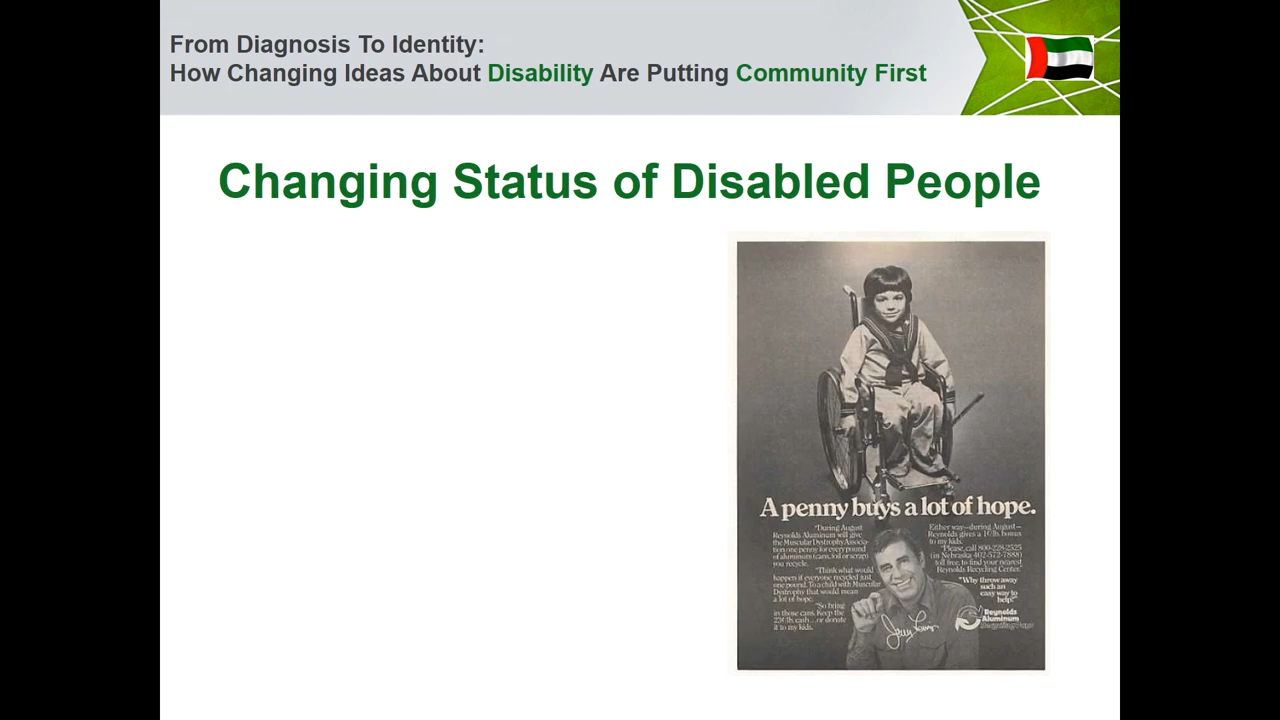 From Diagnosis To Identity:
How Changing Ideas About Disability Are Putting Community First
Changing Status of Disabled People
A penny buys a lot of hope.
"During August
Reynolds Aluminum will give
the Muscular Dystrophy Associa-
tion one penny for every pound
of aluminum (cans, foil or scrap)
you recycle.
"Think what would
happen if everyone recycled just
one pound. To a child with Muscular
Dystrophy that would mean
a lot of hope.
"So bring
in those cans. Keep the
23¢/lb. cash...or donate
it to my kids.
Either way—during August—
Reynolds gives a 1¢/lb. bonus
to my kids.
"Please, call 800-228-2525
(in Nebraska 402-572-7888)
toll free, to find your nearest
Reynolds Recycling Center."
"Why throw away
such an
easy way to
help?"
Jerry Lewis
Reynolds
Aluminum